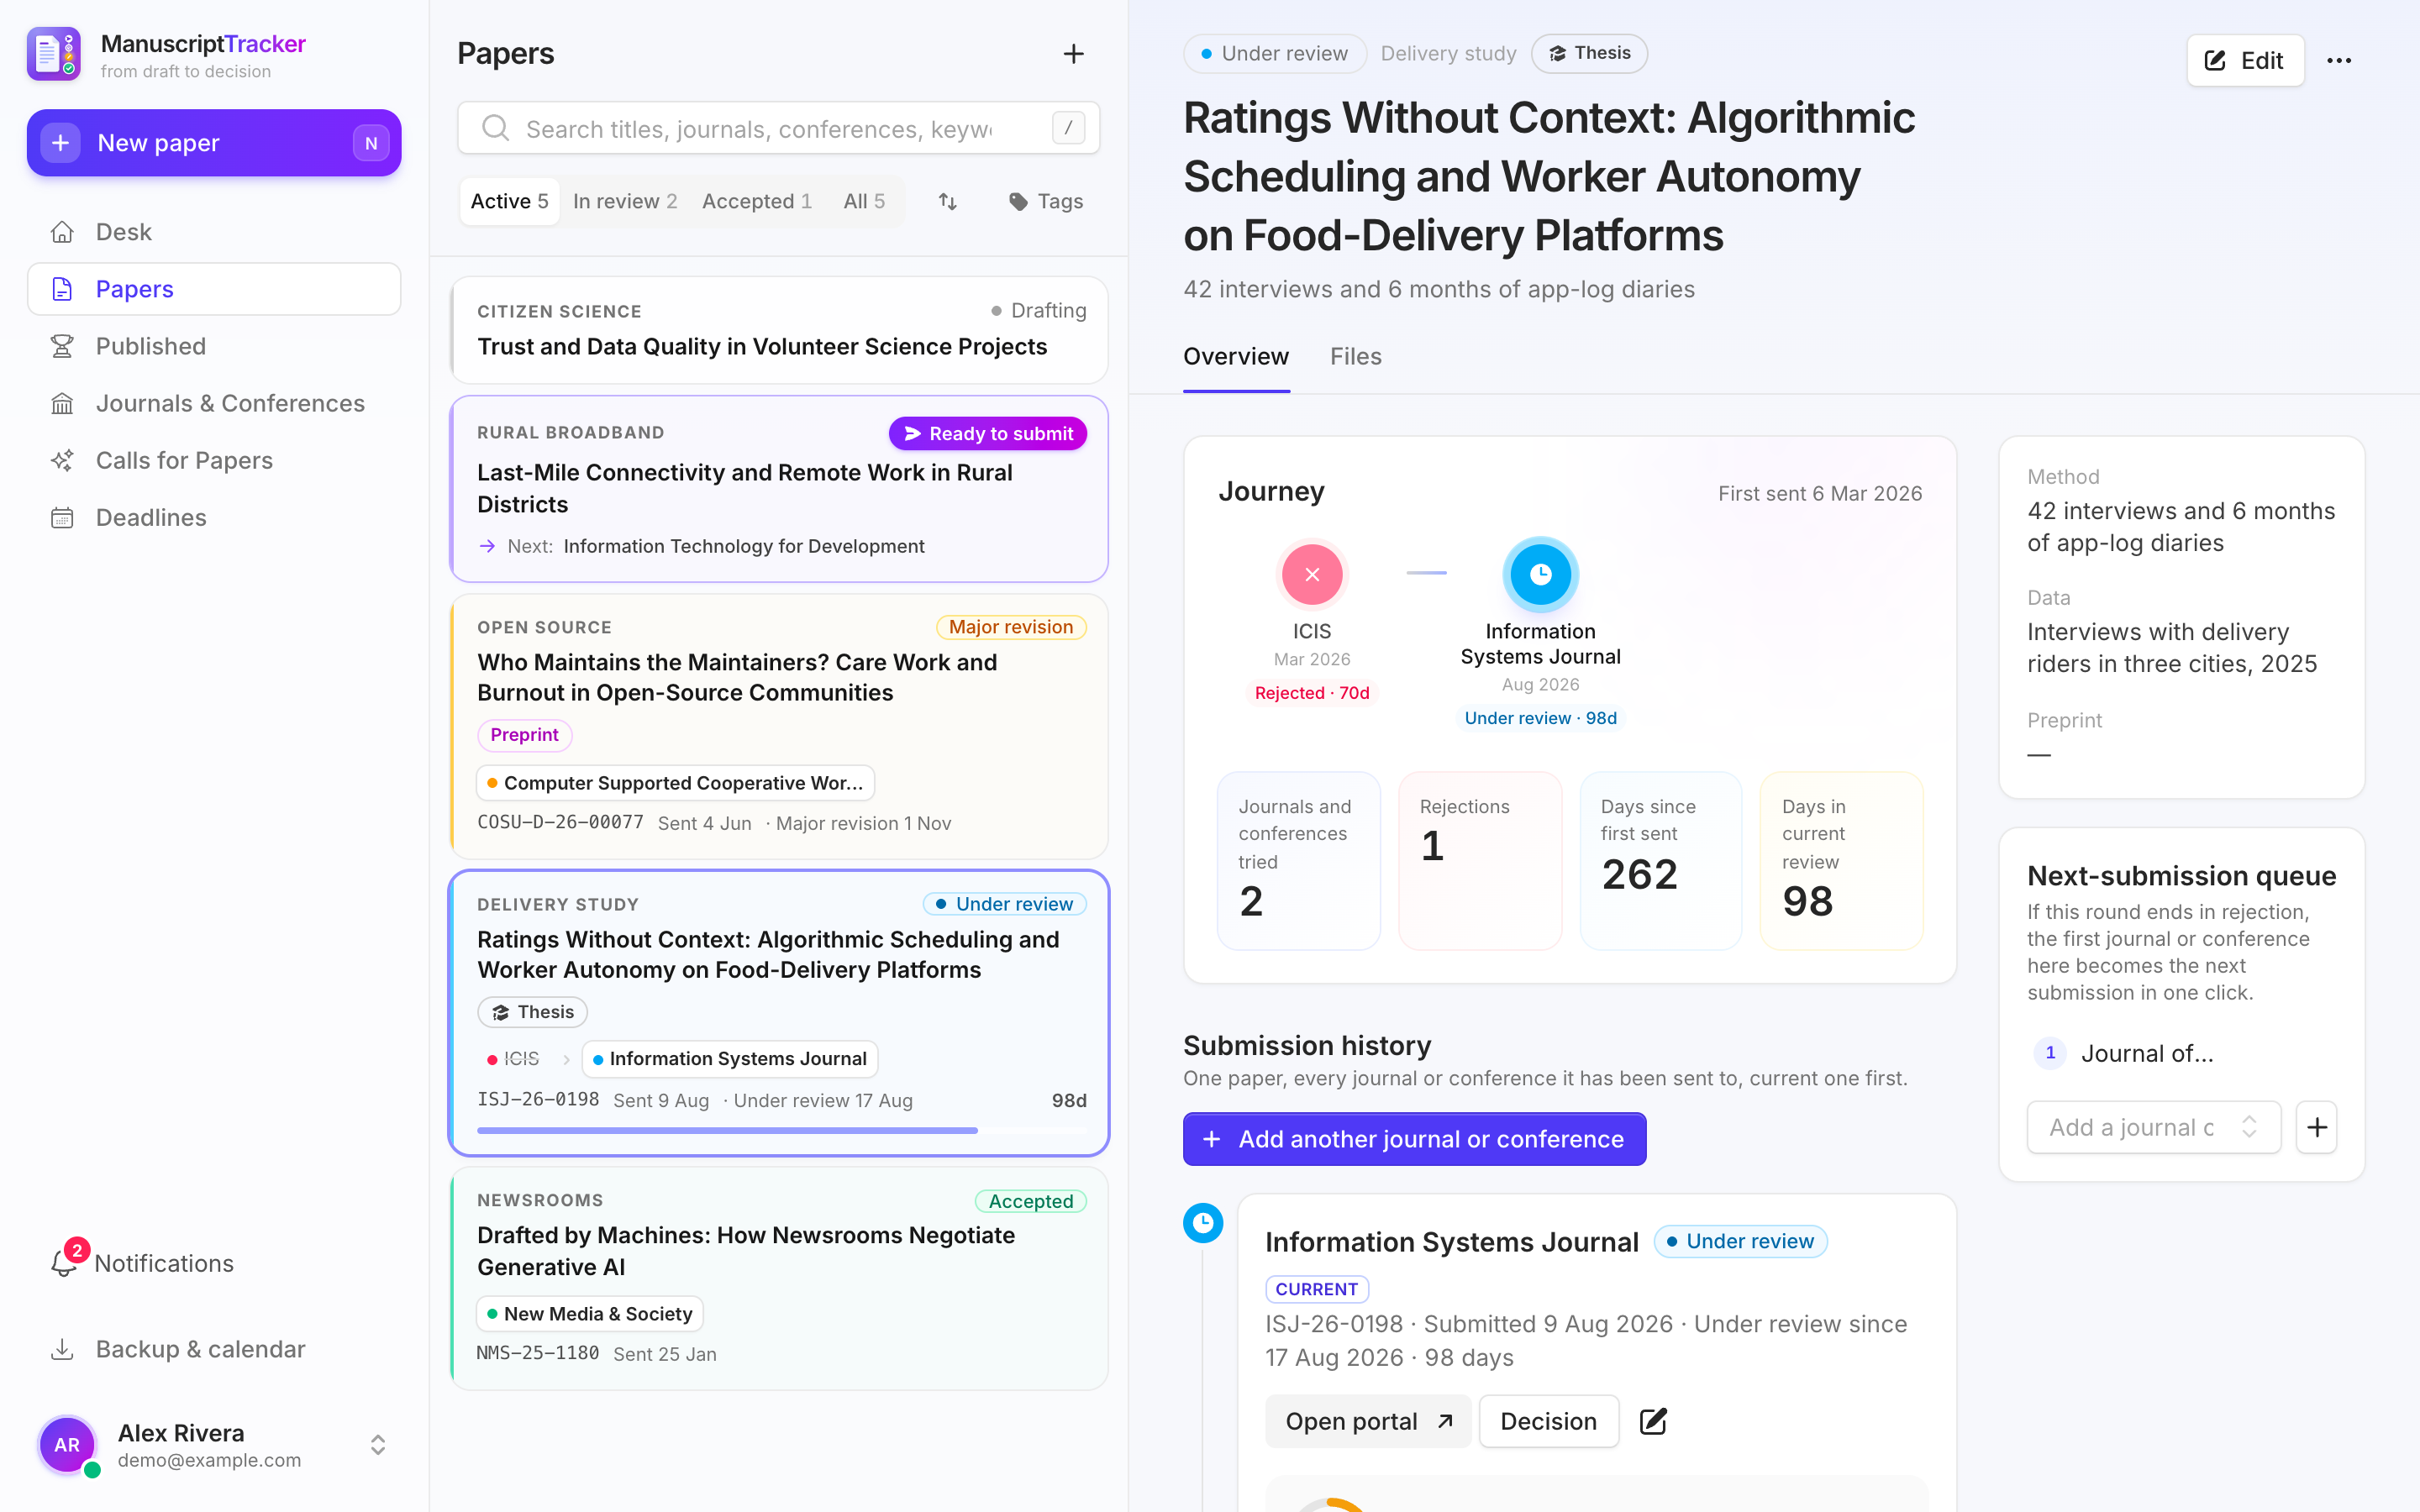 ManuscriptTracker
from draft to decision
New paper
N
Desk
Papers
Published
Journals & Conferences
Calls for Papers
Deadlines
2
Notifications
Backup & calendar
AR
Alex Rivera
demo@example.com
Papers
Search titles, journals, conferences, keyw
/
Active 5
In review 2
Accepted 1
All 5
Tags
CITIZEN SCIENCE
Drafting
Trust and Data Quality in Volunteer Science Projects
RURAL BROADBAND
Ready to submit
Last-Mile Connectivity and Remote Work in Rural
Districts
Next: Information Technology for Development
OPEN SOURCE
Major revision
Who Maintains the Maintainers? Care Work and
Burnout in Open-Source Communities
Preprint
Computer Supported Cooperative Wor...
COSU-D-26-00077 Sent 4 Jun · Major revision 1 Nov
DELIVERY STUDY
Under review
Ratings Without Context: Algorithmic Scheduling and
Worker Autonomy on Food-Delivery Platforms
Thesis
ICIS
Information Systems Journal
ISJ-26-0198 Sent 9 Aug · Under review 17 Aug 98d
NEWSROOMS
Accepted
Drafted by Machines: How Newsrooms Negotiate
Generative AI
New Media & Society
NMS-25-1180 Sent 25 Jan
Under review
Delivery study
Thesis
Edit
Ratings Without Context: Algorithmic
Scheduling and Worker Autonomy
on Food-Delivery Platforms
42 interviews and 6 months of app-log diaries
Overview
Files
Journey
First sent 6 Mar 2026
ICIS
Mar 2026
Rejected · 70d
Information
Systems Journal
Aug 2026
Under review · 98d
Journals and
conferences
tried
2
Rejections
1
Days since
first sent
262
Days in
current
review
98
Submission history
One paper, every journal or conference it has been sent to, current one first.
+ Add another journal or conference
Information Systems Journal
Under review
CURRENT
ISJ-26-0198 · Submitted 9 Aug 2026 · Under review since
17 Aug 2026 · 98 days
Open portal
Decision
Method
42 interviews and 6 months
of app-log diaries
Data
Interviews with delivery
riders in three cities, 2025
Preprint
—
Next-submission queue
If this round ends in rejection,
the first journal or conference
here becomes the next
submission in one click.
1
Journal of...
Add a journal c